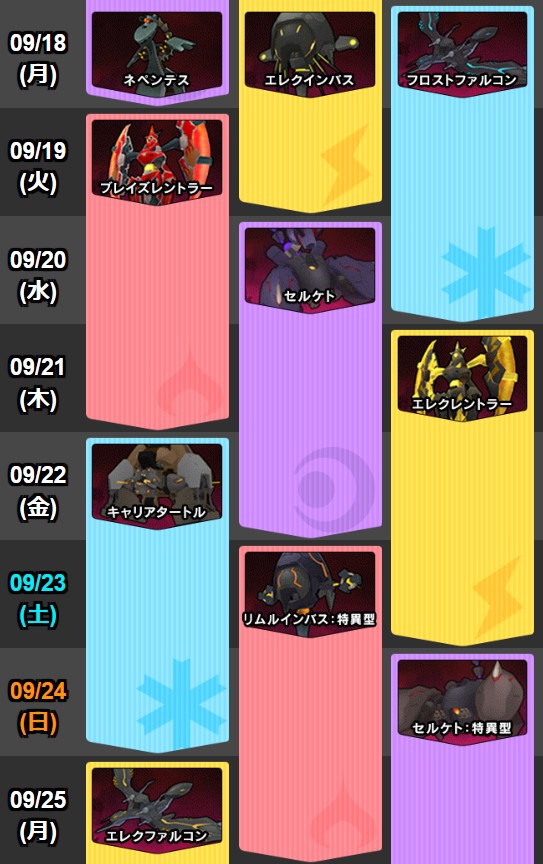 09/18
(月)
ネペンテス
エレクインバス
フロストファルコン
09/19
(火)
ブレイズレントラー
09/20
(水)
セルケト
09/21
(木)
エレクレントラー
09/22
(金)
キャリアタートル
09/23
(土)
リムルインバス:特異型
09/24
(日)
セルケト:特異型
09/25
(月)
エレクファルコン